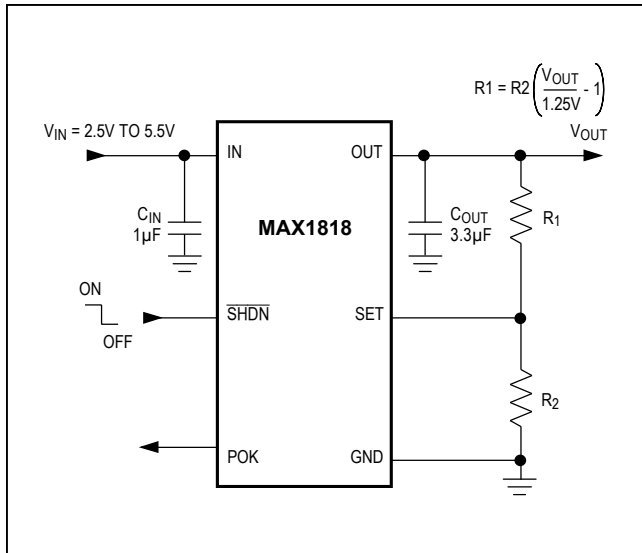 R1 = R2 (VOUT / 1.25V - 1)
VIN = 2.5V TO 5.5V
VOUT
IN
OUT
CIN
1µF
MAX1818
COUT
3.3µF
R1
ON
OFF
SHDN
SET
R2
POK
GND